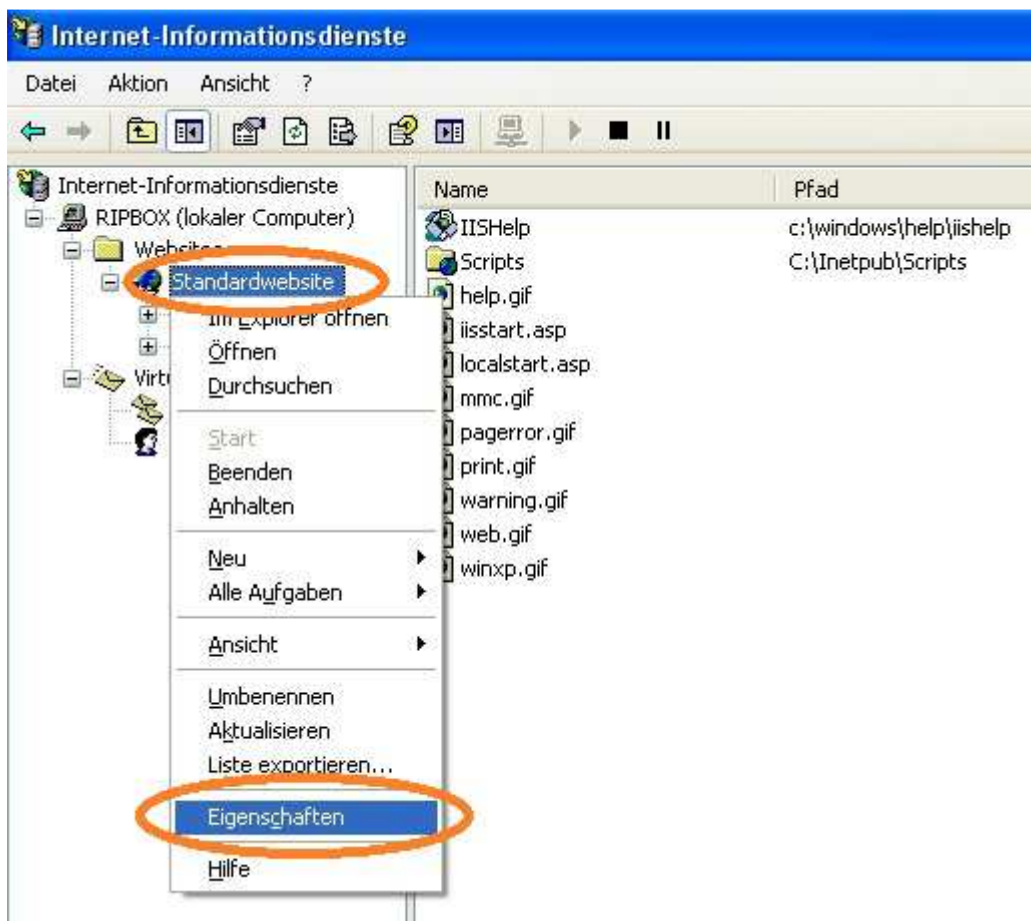 Internet-Informationsdienste
Datei Aktion Ansicht ?
Internet-Informationsdienste
RIPBOX (lokaler Computer)
Websites
Standardwebsite
Im Explorer öffnen
Öffnen
Durchsuchen
Start
Beenden
Anhalten
Neu
Alle Aufgaben
Ansicht
Umbenennen
Aktualisieren
Liste exportieren...
Eigenschaften
Hilfe
Virt
Name Pfad
IISHelp c:\windows\help\iishelp
Scripts C:\Inetpub\Scripts
help.gif
iisstart.asp
localstart.asp
mmc.gif
pagerror.gif
print.gif
warning.gif
web.gif
winxp.gif